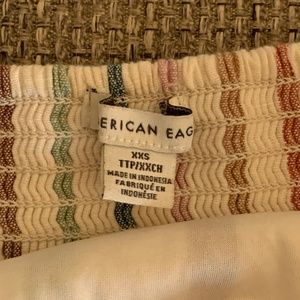 ERICAN EAG
XXS
TTP/XXCH
MADE IN INDONESIA
FABRIQUÉ EN
INDONÉSIE